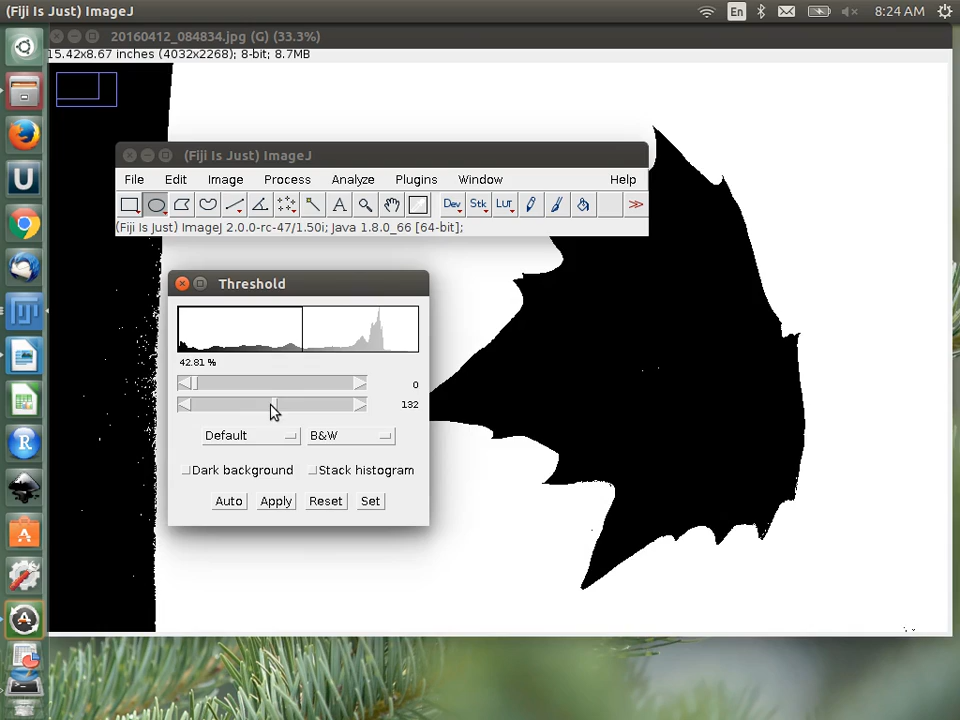 (Fiji Is Just) ImageJ
En
8:24 AM
20160412_084834.jpg (G) (33.3%)
15.42x8.67 inches (4032x2268); 8-bit; 8.7MB
(Fiji Is Just) ImageJ
File Edit Image Process Analyze Plugins Window Help
A Dev Stk LUT >>
(Fiji Is Just) ImageJ 2.0.0-rc-47/1.50i; Java 1.8.0_66 [64-bit];
Threshold
42.81 %
0
132
Default B&W
Dark background Stack histogram
Auto Apply Reset Set
U
R
A
A